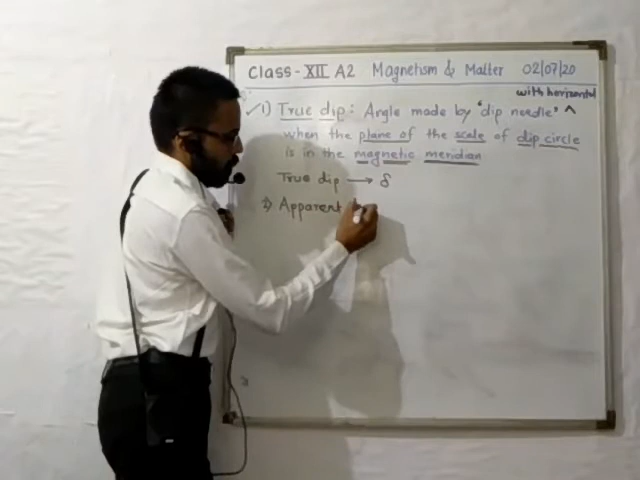 Class - XII A2 Magnetism & Matter 02/07/20
with horizontal
✓1) True dip: Angle made by 'dip needle' ^
when the plane of the scale of dip circle
is in the magnetic meridian
True dip → δ
2) Apparent